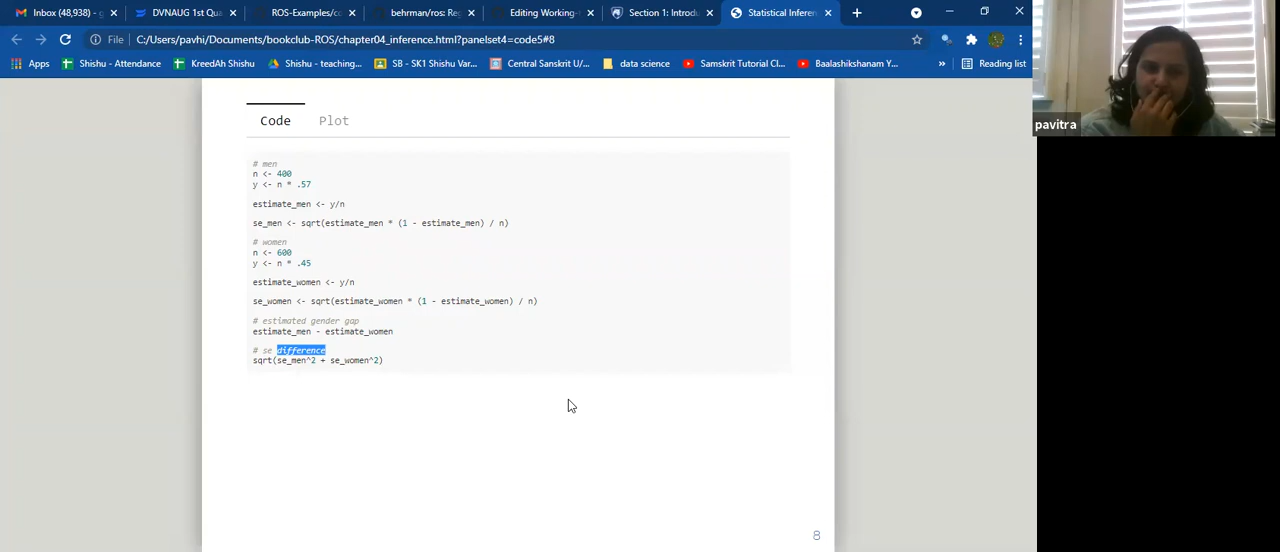 Inbox (48,938) - g
DVNAUG 1st Qua
ROS-Examples/co
behrman/ros: Reg
Editing Working-
Section 1: Introdu
Statistical Inferen
File
C:/Users/pavhi/Documents/bookclub-ROS/chapter04_inference.html?panelset4=code5#8
Apps
Shishu - Attendance
KreedAh Shishu
Shishu - teaching...
SB - SK1 Shishu Var...
Central Sanskrit U/...
data science
Samskrit Tutorial Cl...
Baalashikshanam Y...
»
Reading list
pavitra
Code
Plot
# men
n <- 400
y <- n * .57
estimate_men <- y/n
se_men <- sqrt(estimate_men * (1 - estimate_men) / n)
# women
n <- 600
y <- n * .45
estimate_women <- y/n
se_women <- sqrt(estimate_women * (1 - estimate_women) / n)
# estimated gender gap
estimate_men - estimate_women
# se difference
sqrt(se_men^2 + se_women^2)
8